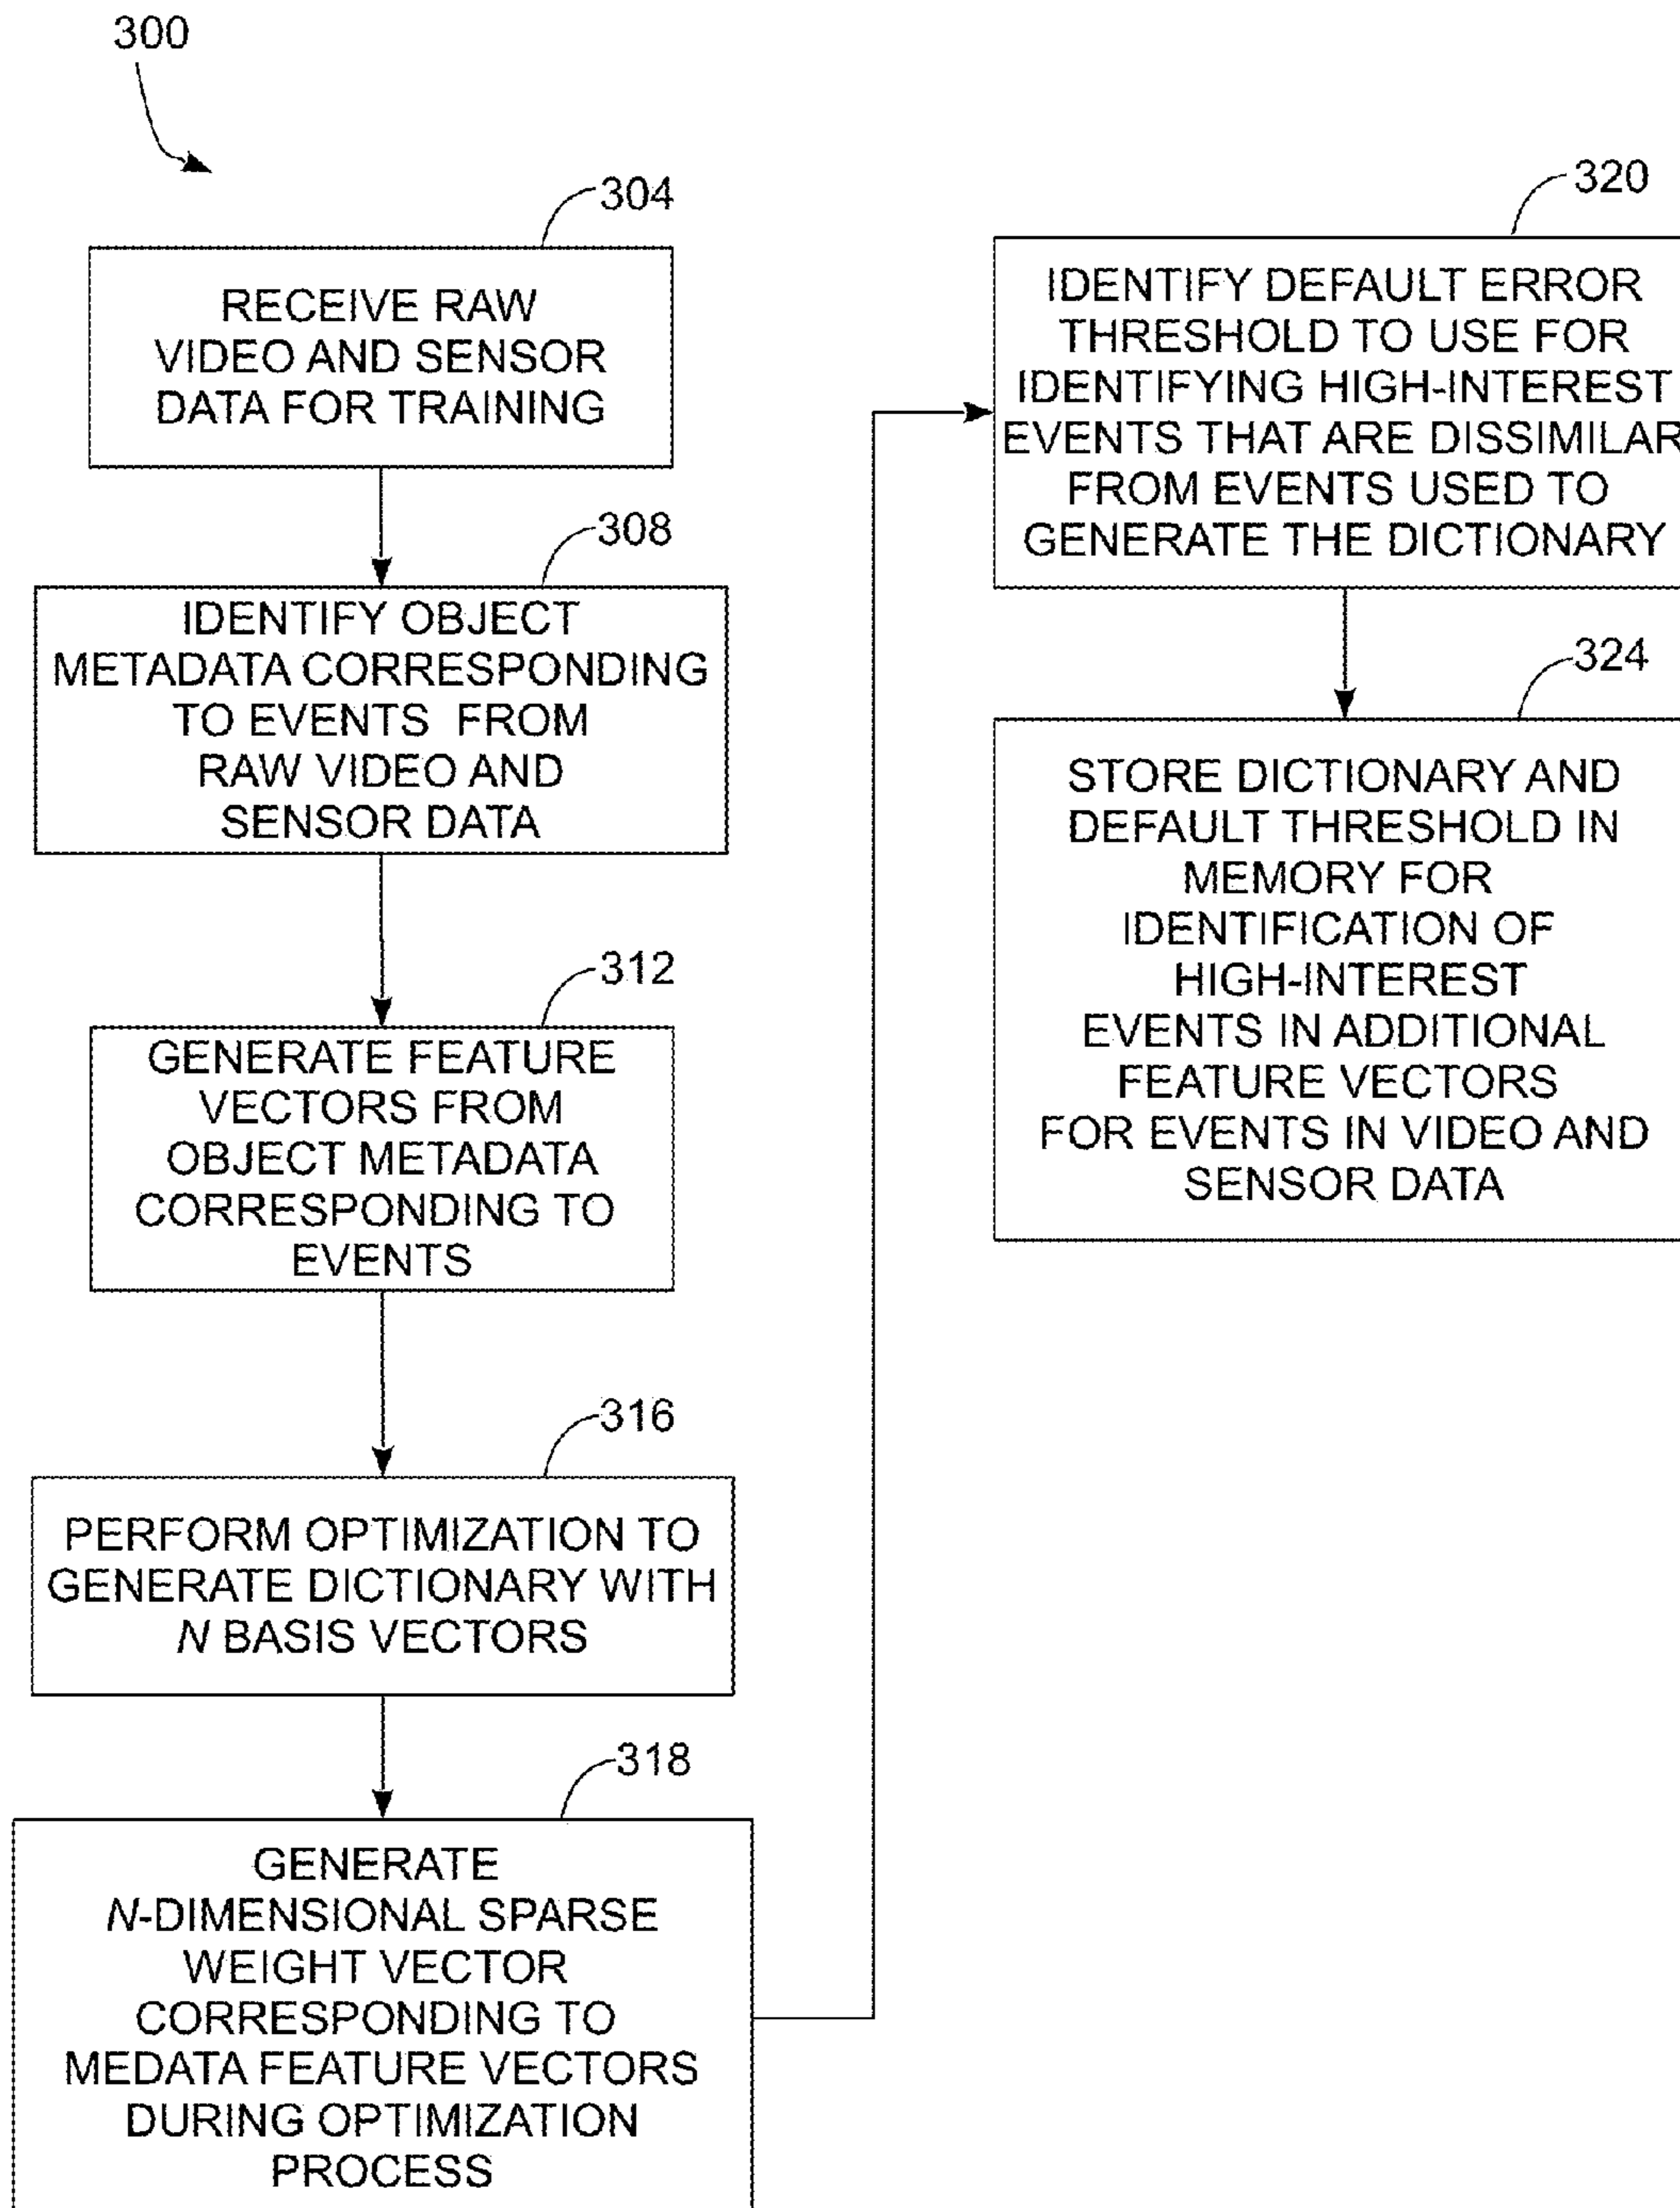 300
304
RECEIVE RAW
VIDEO AND SENSOR
DATA FOR TRAINING
308
IDENTIFY OBJECT
METADATA CORRESPONDING
TO EVENTS FROM
RAW VIDEO AND
SENSOR DATA
312
GENERATE FEATURE
VECTORS FROM
OBJECT METADATA
CORRESPONDING TO
EVENTS
316
PERFORM OPTIMIZATION TO
GENERATE DICTIONARY WITH
N BASIS VECTORS
318
GENERATE
N-DIMENSIONAL SPARSE
WEIGHT VECTOR
CORRESPONDING TO
MEDATA FEATURE VECTORS
DURING OPTIMIZATION
PROCESS
320
IDENTIFY DEFAULT ERROR
THRESHOLD TO USE FOR
IDENTIFYING HIGH-INTEREST
EVENTS THAT ARE DISSIMILAR
FROM EVENTS USED TO
GENERATE THE DICTIONARY
324
STORE DICTIONARY AND
DEFAULT THRESHOLD IN
MEMORY FOR
IDENTIFICATION OF
HIGH-INTEREST
EVENTS IN ADDITIONAL
FEATURE VECTORS
FOR EVENTS IN VIDEO AND
SENSOR DATA